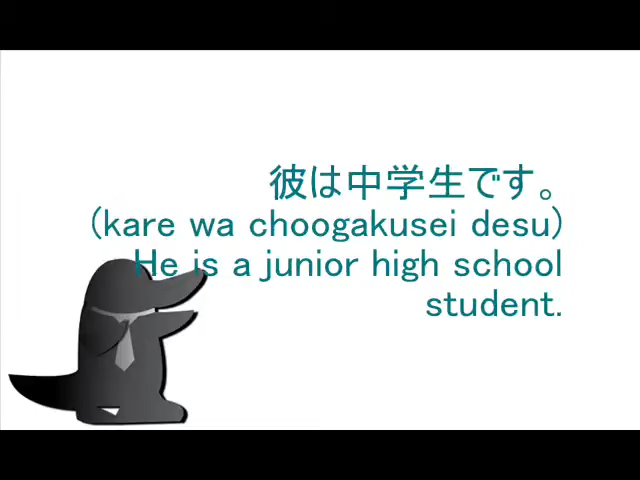 彼は中学生です。
(kare wa choogakusei desu)
He is a junior high school
student.